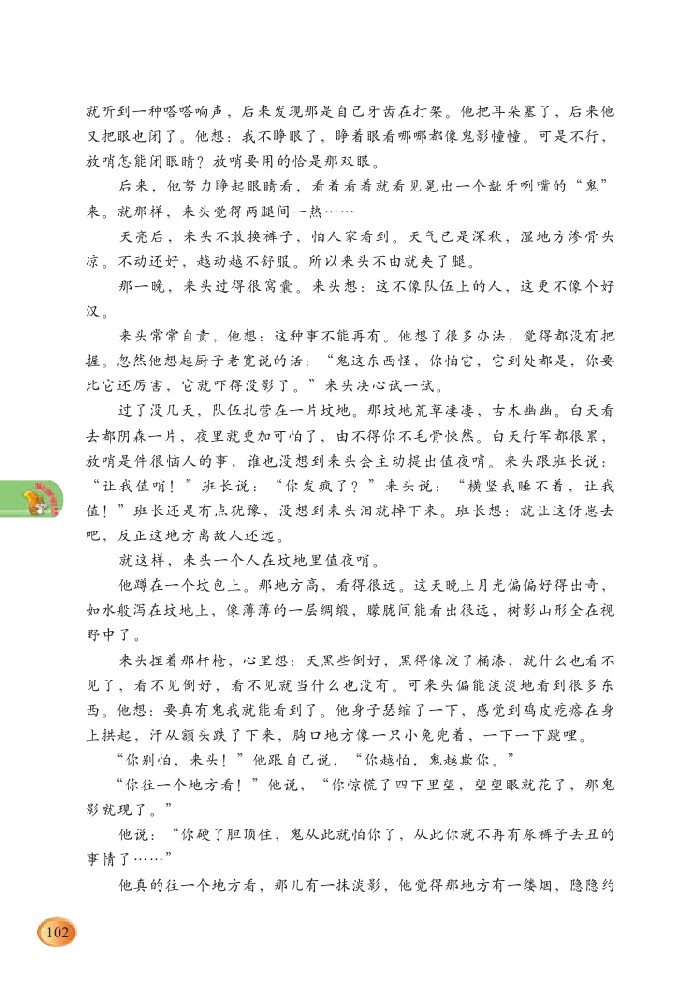 就听到一种嗒嗒响声，后来发现那是自己牙齿在打架。他把耳朵塞了，后来他
又把眼也闭了。他想：我不睁眼了，睁着眼看哪哪都像鬼影幢幢。可是不行，
放哨怎能闭眼睛？放哨要用的恰是那双眼。
后来，他努力睁起眼睛看，看着看着就看见晃出一个龇牙咧嘴的“鬼”
来。就那样，来头觉得两腿间一热……
天亮后，来头不敢换裤子，怕人家看到。天气已是深秋，湿地方渗骨头
凉。不动还好，越动越不舒服。所以来头不由就夹了腿。
那一晚，来头过得很窝囊。来头想：这不像队伍上的人，这更不像个好
汉。
来头常常自责。他想：这种事不能再有。他想了很多办法，觉得都没有把
握。忽然他想起厨子老宽说的话：“鬼这东西怪，你怕它，它到处都是，你要
比它还厉害，它就吓得没影了。”来头决心试一试。
过了没几天，队伍扎营在一片坟地。那坟地荒草凄凄，古木幽幽。白天看
去都阴森一片，夜里就更加可怕了，由不得你不毛骨悚然。白天行军都很累，
放哨是件很恼人的事，谁也没想到来头会主动提出值夜哨。来头跟班长说：
“让我值哨！”班长说：“你发疯了？”来头说：“横竖我睡不着，让我
值！”班长还是有点犹豫，没想到来头泪就掉下来。班长想：就让这伢崽去
吧，反正这地方离敌人还远。
就这样，来头一个人在坟地里值夜哨。
他蹲在一个坟包上。那地方高，看得很远。这天晚上月光偏偏好得出奇，
如水般泻在坟地上，像薄薄的一层绸缎，朦胧间能看出很远，树影山形全在视
野中了。
来头捏着那杆枪，心里想：天黑些倒好，黑得像泼了桶漆，就什么也看不
见了，看不见倒好，看不见就当什么也没有。可来头偏能淡淡地看到很多东
西。他想：要真有鬼我就能看到了。他身子瑟缩了一下，感觉到鸡皮疙瘩在身
上拱起，汗从额头跌了下来，胸口地方像一只小兔兜着，一下一下跳哩。
“你别怕，来头！”他跟自己说，“你越怕，鬼越欺你。”
“你往一个地方看！”他说，“你惊慌了四下里望，望望眼就花了，那鬼
影就现了。”
他说：“你硬了胆顶住，鬼从此就怕你了，从此你就不再有尿裤子去丑的
事情了……”
他真的往一个地方看，那儿有一抹淡影，他觉得那地方有一缕烟，隐隐约
102